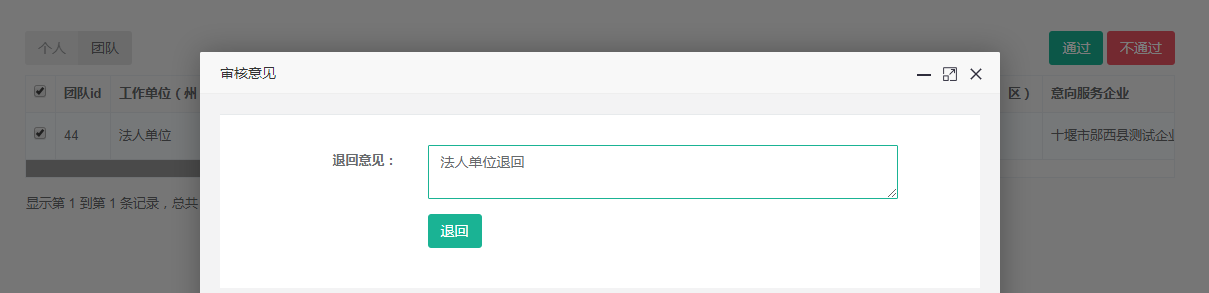 个人 团队 通过 不通过
审核意见
团队id 工作单位（州 区） 意向服务企业
44 法人单位 十堰市郧西县测试企业
退回意见： 法人单位退回
显示第 1 到第 1 条记录，总共
退回